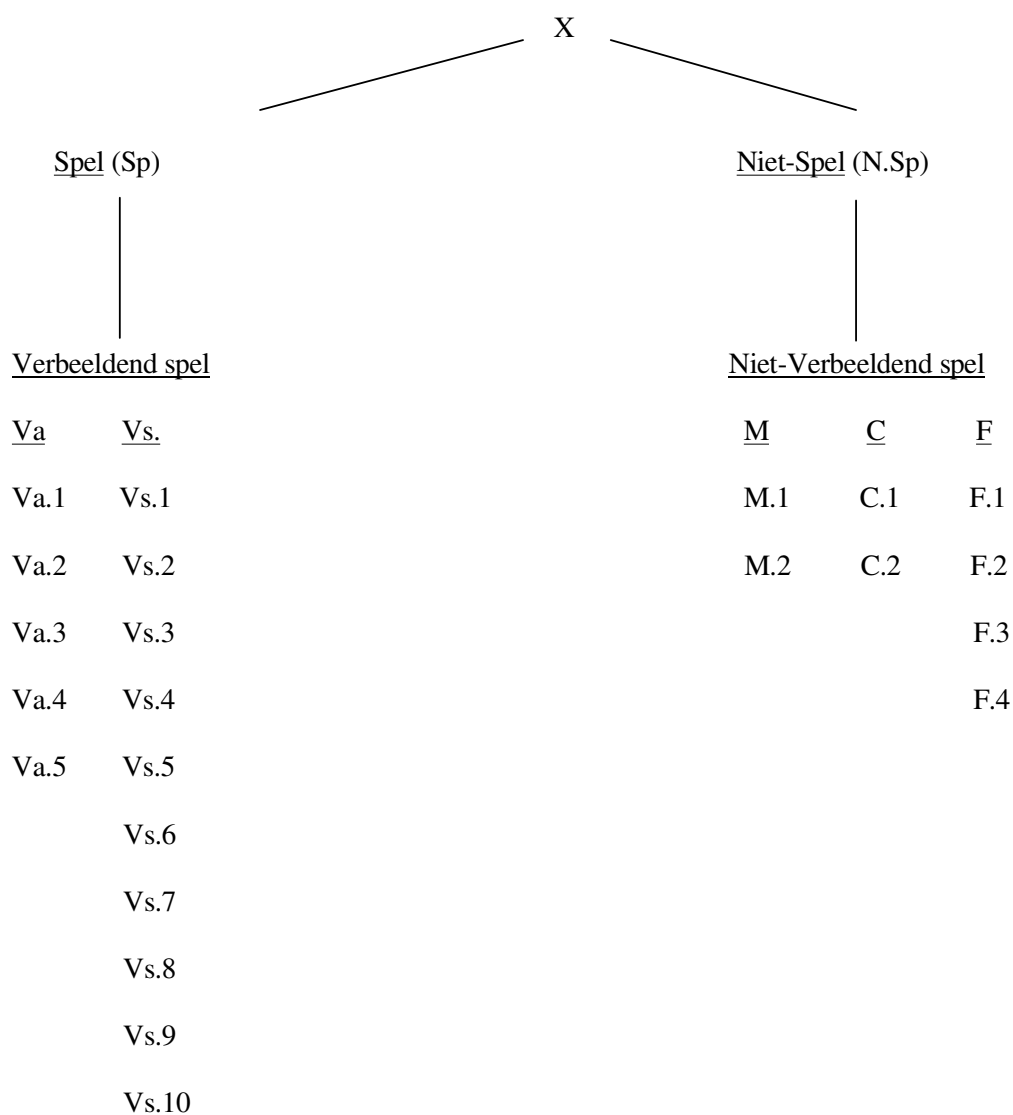 X
Spel (Sp) Niet-Spel (N.Sp)
Verbeeldend spel Niet-Verbeeldend spel
Va Vs. M C F
Va.1 Vs.1 M.1 C.1 F.1
Va.2 Vs.2 M.2 C.2 F.2
Va.3 Vs.3 F.3
Va.4 Vs.4 F.4
Va.5 Vs.5
Vs.6
Vs.7
Vs.8
Vs.9
Vs.10